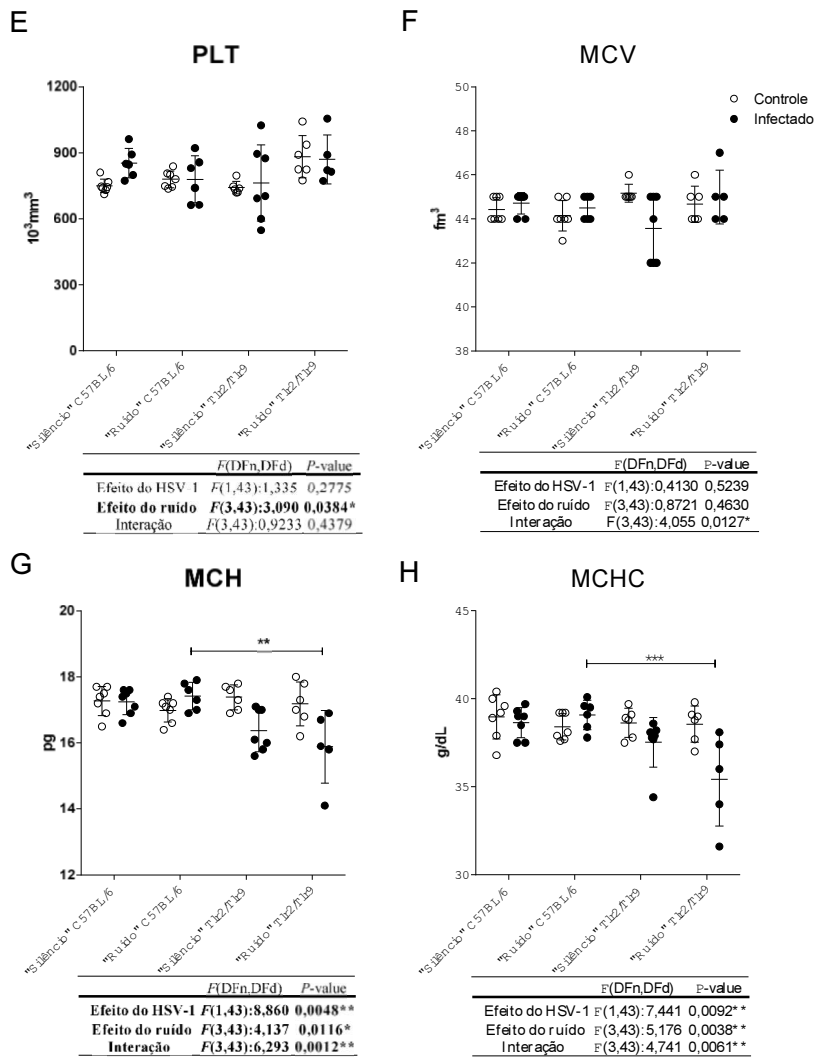 E
PLT
1200
900
600
300
0
10³mm³
"Silêncio" C57BL/6
"Ruído" C57BL/6
"Silêncio" Tlr2/Tlr9
"Ruído" Tlr2/Tlr9
F(DFn,DFd) P-value
Efeito do HSV-1 F(1,43):1,335 0,2775
Efeito do ruído F(3,43):3,090 0,0384*
Interação F(3,43):0,9233 0,4379
F
MCV
50
48
46
44
42
40
38
fm³
Controle
Infectado
"Silêncio" C57BL/6
"Ruído" C57BL/6
"Silêncio" Tlr2/Tlr9
"Ruído" Tlr2/Tlr9
F(DFn,DFd) P-value
Efeito do HSV-1 F(1,43):0,4130 0,5239
Efeito do ruído F(3,43):0,8721 0,4630
Interação F(3,43):4,055 0,0127*
G
MCH
20
18
16
14
12
pg
**
"Silêncio" C57BL/6
"Ruído" C57BL/6
"Silêncio" Tlr2/Tlr9
"Ruído" Tlr2/Tlr9
F(DFn,DFd) P-value
Efeito do HSV-1 F(1,43):8,860 0,0048**
Efeito do ruído F(3,43):4,137 0,0116*
Interação F(3,43):6,293 0,0012**
H
MCHC
45
40
35
30
g/dL
***
"Silêncio" C57BL/6
"Ruído" C57BL/6
"Silêncio" Tlr2/Tlr9
"Ruído" Tlr2/Tlr9
F(DFn,DFd) P-value
Efeito do HSV-1 F(1,43):7,441 0,0092**
Efeito do ruído F(3,43):5,176 0,0038**
Interação F(3,43):4,741 0,0061**